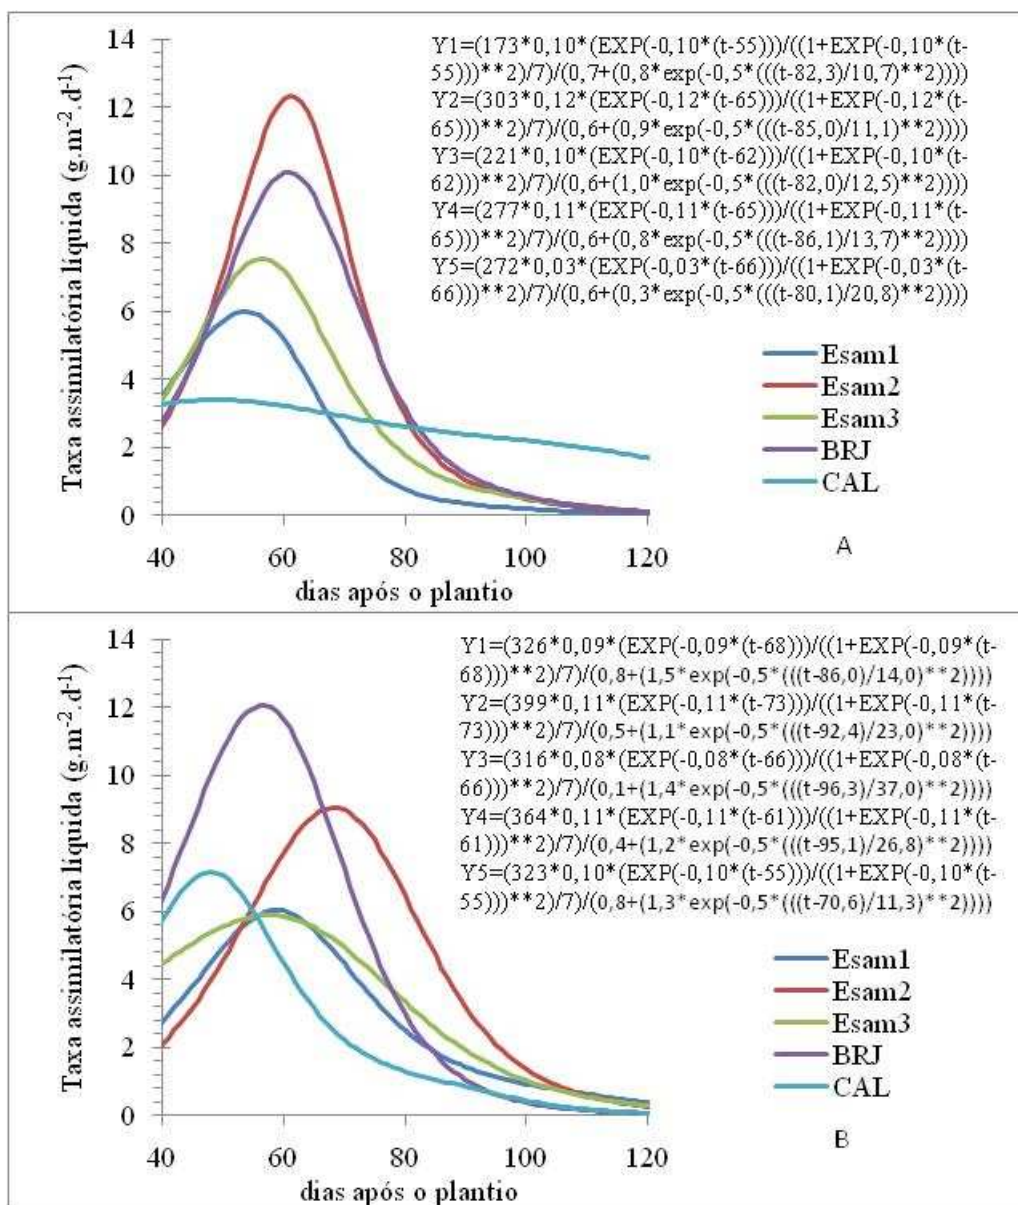 14
12
10
8
6
4
2
0
Taxa assimilatória líquida (g.m-2.d-1)
40 60 80 100 120
dias após o plantio
Y1=(173*0,10*(EXP(-0,10*(t-55)))/((1+EXP(-0,10*(t-
55)))**2)/7)/(0,7+(0,8*exp(-0,5*(((t-82,3)/10,7)**2))))
Y2=(303*0,12*(EXP(-0,12*(t-65)))/((1+EXP(-0,12*(t-
65)))**2)/7)/(0,6+(0,9*exp(-0,5*(((t-85,0)/11,1)**2))))
Y3=(221*0,10*(EXP(-0,10*(t-62)))/((1+EXP(-0,10*(t-
62)))**2)/7)/(0,6+(1,0*exp(-0,5*(((t-82,0)/12,5)**2))))
Y4=(277*0,11*(EXP(-0,11*(t-65)))/((1+EXP(-0,11*(t-
65)))**2)/7)/(0,6+(0,8*exp(-0,5*(((t-86,1)/13,7)**2))))
Y5=(272*0,03*(EXP(-0,03*(t-66)))/((1+EXP(-0,03*(t-
66)))**2)/7)/(0,6+(0,3*exp(-0,5*(((t-80,1)/20,8)**2))))
Esam1
Esam2
Esam3
BRJ
CAL
A
14
12
10
8
6
4
2
0
Taxa assimilatória líquida (g.m-2.d-1)
40 60 80 100 120
dias após o plantio
Y1=(326*0,09*(EXP(-0,09*(t-68)))/((1+EXP(-0,09*(t-
68)))**2)/7)/(0,8+(1,5*exp(-0,5*(((t-86,0)/14,0)**2))))
Y2=(399*0,11*(EXP(-0,11*(t-73)))/((1+EXP(-0,11*(t-
73)))**2)/7)/(0,5+(1,1*exp(-0,5*(((t-92,4)/23,0)**2))))
Y3=(316*0,08*(EXP(-0,08*(t-66)))/((1+EXP(-0,08*(t-
66)))**2)/7)/(0,1+(1,4*exp(-0,5*(((t-96,3)/37,0)**2))))
Y4=(364*0,11*(EXP(-0,11*(t-61)))/((1+EXP(-0,11*(t-
61)))**2)/7)/(0,4+(1,2*exp(-0,5*(((t-95,1)/26,8)**2))))
Y5=(323*0,10*(EXP(-0,10*(t-55)))/((1+EXP(-0,10*(t-
55)))**2)/7)/(0,8+(1,3*exp(-0,5*(((t-70,6)/11,3)**2))))
Esam1
Esam2
Esam3
BRJ
CAL
B